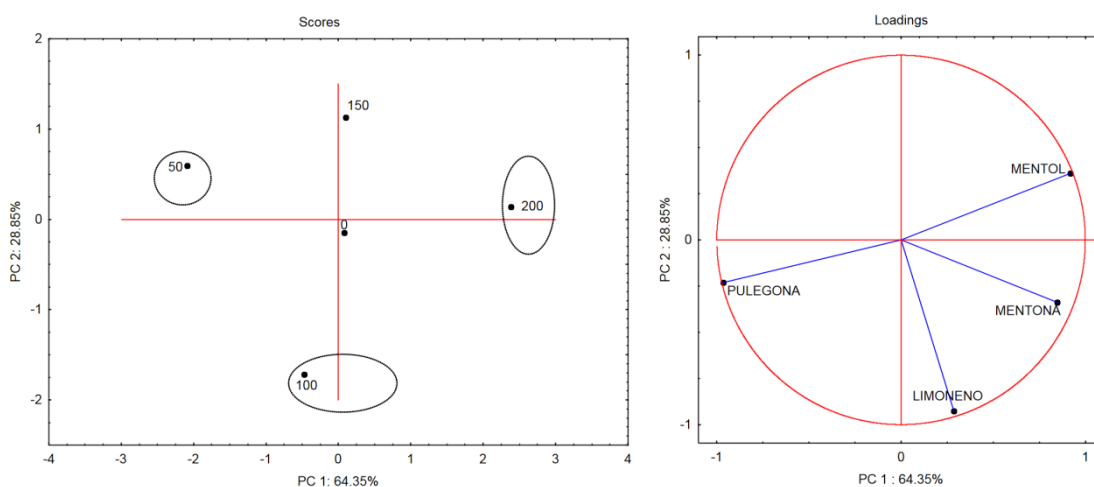 Scores
2
1
0
-1
-2
-4
-3
-2
-1
0
1
2
3
4
PC 2: 28.85%
PC 1: 64.35%
150
50
200
0
100
Loadings
1
0
-1
-1
0
1
PC 2 : 28.85%
PC 1 : 64.35%
MENTOL
PULEGONA
MENTONA
LIMONENO